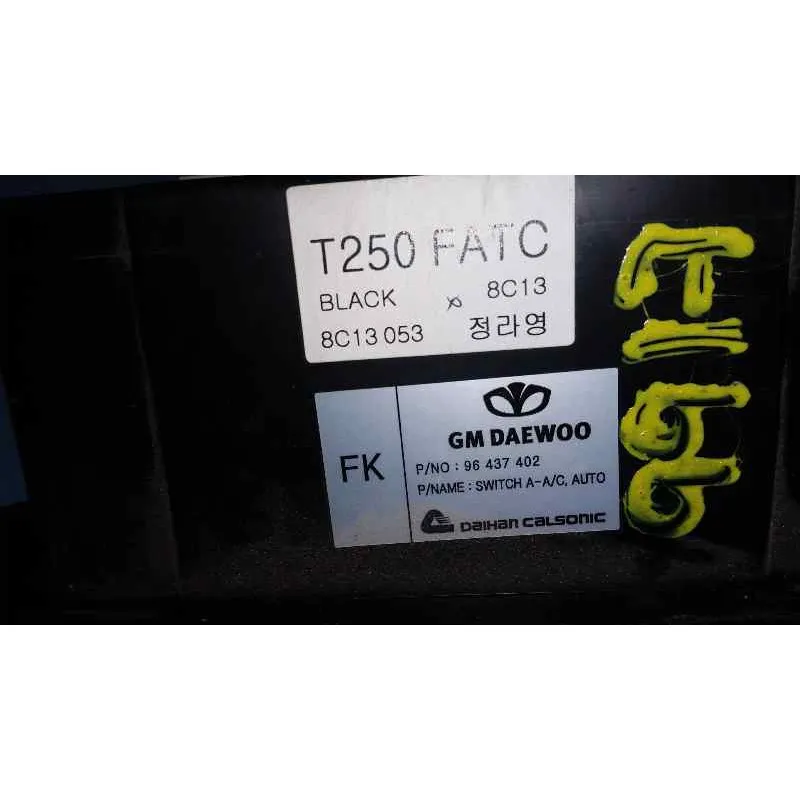 T250 FATC
BLACK 8C13
8C13 053 정라영
FK
GM DAEWOO
P/NO : 96 437 402
P/NAME : SWITCH A-A/C, AUTO
DAIHAN CALSONIC